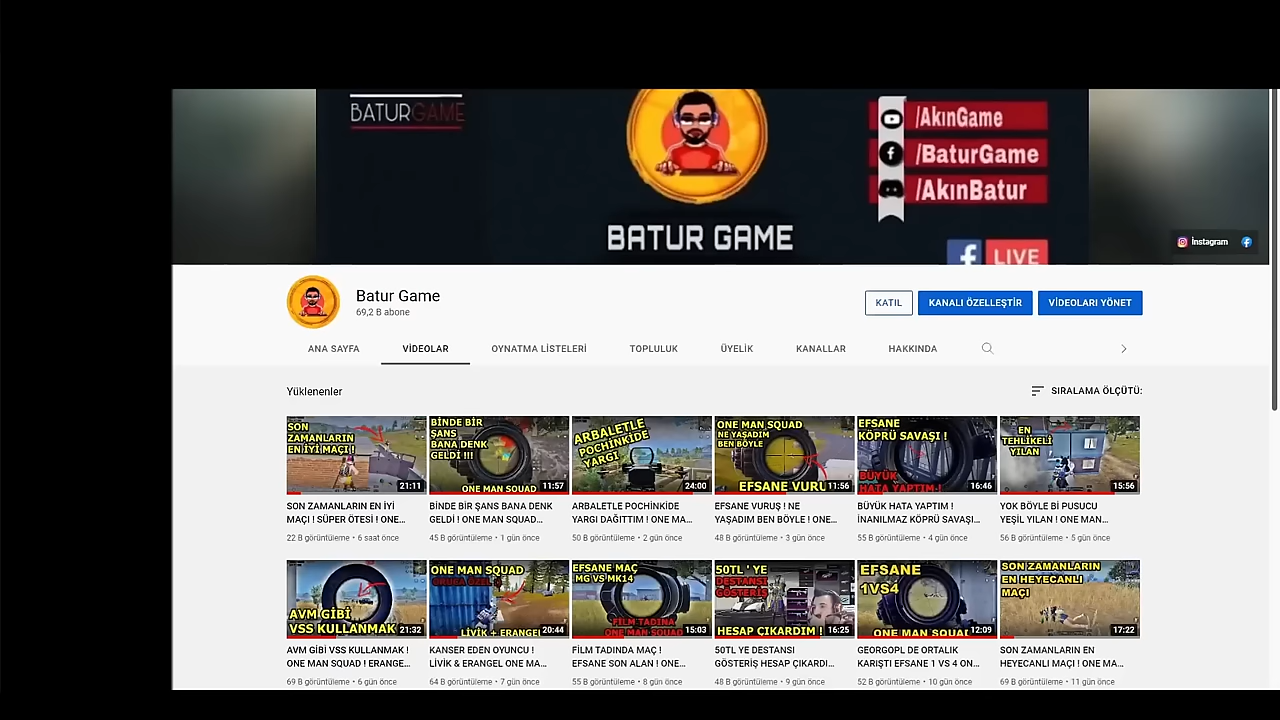 BATURGAME
/AkınGame
/BaturGame
/AkınBatur
BATUR GAME
LIVE
İnstagram
Batur Game
69,2 B abone
KATIL
KANALI ÖZELLEŞTİR
VİDEOLARI YÖNET
ANA SAYFA
VİDEOLAR
OYNATMA LİSTELERİ
TOPLULUK
ÜYELİK
KANALLAR
HAKKINDA
Yüklenenler
SIRALAMA ÖLÇÜTÜ:
SON
ZAMANLARIN
EN İYİ MAÇI !
21:11
BİNDE BİR
ŞANS
BANA DENK
GELDİ !!!
ONE MAN SQUAD
11:57
ARBALETLE
POCHİNKİDE
YARGI
24:00
ONE MAN SQUAD
NE YAŞADIM
BEN BÖYLE
EFSANE VURU
11:56
EFSANE
KÖPRÜ SAVAŞI !
BÜYÜK
HATA YAPTIM !
16:46
EN
TEHLİKELİ
YILAN
15:56
SON ZAMANLARIN EN İYİ
MAÇI ! SÜPER ÖTESİ ! ONE...
22 B görüntüleme • 6 saat önce
BİNDE BİR ŞANS BANA DENK
GELDİ ! ONE MAN SQUAD...
45 B görüntüleme • 1 gün önce
ARBALETLE POCHİNKİDE
YARGI DAĞITTIM ! ONE MA...
50 B görüntüleme • 2 gün önce
EFSANE VURUŞ ! NE
YAŞADIM BEN BÖYLE ! ONE...
48 B görüntüleme • 3 gün önce
BÜYÜK HATA YAPTIM !
İNANILMAZ KÖPRÜ SAVAŞI...
55 B görüntüleme • 4 gün önce
YOK BÖYLE Bİ PUSUCU
YEŞİL YILAN ! ONE MAN...
56 B görüntüleme • 5 gün önce
AVM GİBİ
VSS KULLANMAK
21:32
ONE MAN SQUAD
GRUBA ÖZEL
LİVİK + ERANGEL
20:44
EFSANE MAÇ
MG VS MK14
FİLM TADINA
ONE MAN SQUAD
15:03
50TL ' YE
DESTANSI
GÖSTERİŞ
HESAP ÇIKARDIM !
16:25
EFSANE
1VS4
ONE MAN SQUAD
12:09
SON ZAMANLARIN
EN HEYECANLI
MAÇI
17:22
AVM GİBİ VSS KULLANMAK !
ONE MAN SQUAD ! ERANGE...
69 B görüntüleme • 6 gün önce
KANSER EDEN OYUNCU !
LİVİK & ERANGEL ONE MA...
64 B görüntüleme • 7 gün önce
FİLM TADINDA MAÇ !
EFSANE SON ALAN ! ONE...
55 B görüntüleme • 8 gün önce
50TL YE DESTANSI
GÖSTERİŞ HESAP ÇIKARDI...
48 B görüntüleme • 9 gün önce
GEORGOPL DE ORTALIK
KARIŞTI EFSANE 1 VS 4 ON...
52 B görüntüleme • 10 gün önce
SON ZAMANLARIN EN
HEYECANLI MAÇI ! ONE MA...
69 B görüntüleme • 11 gün önce